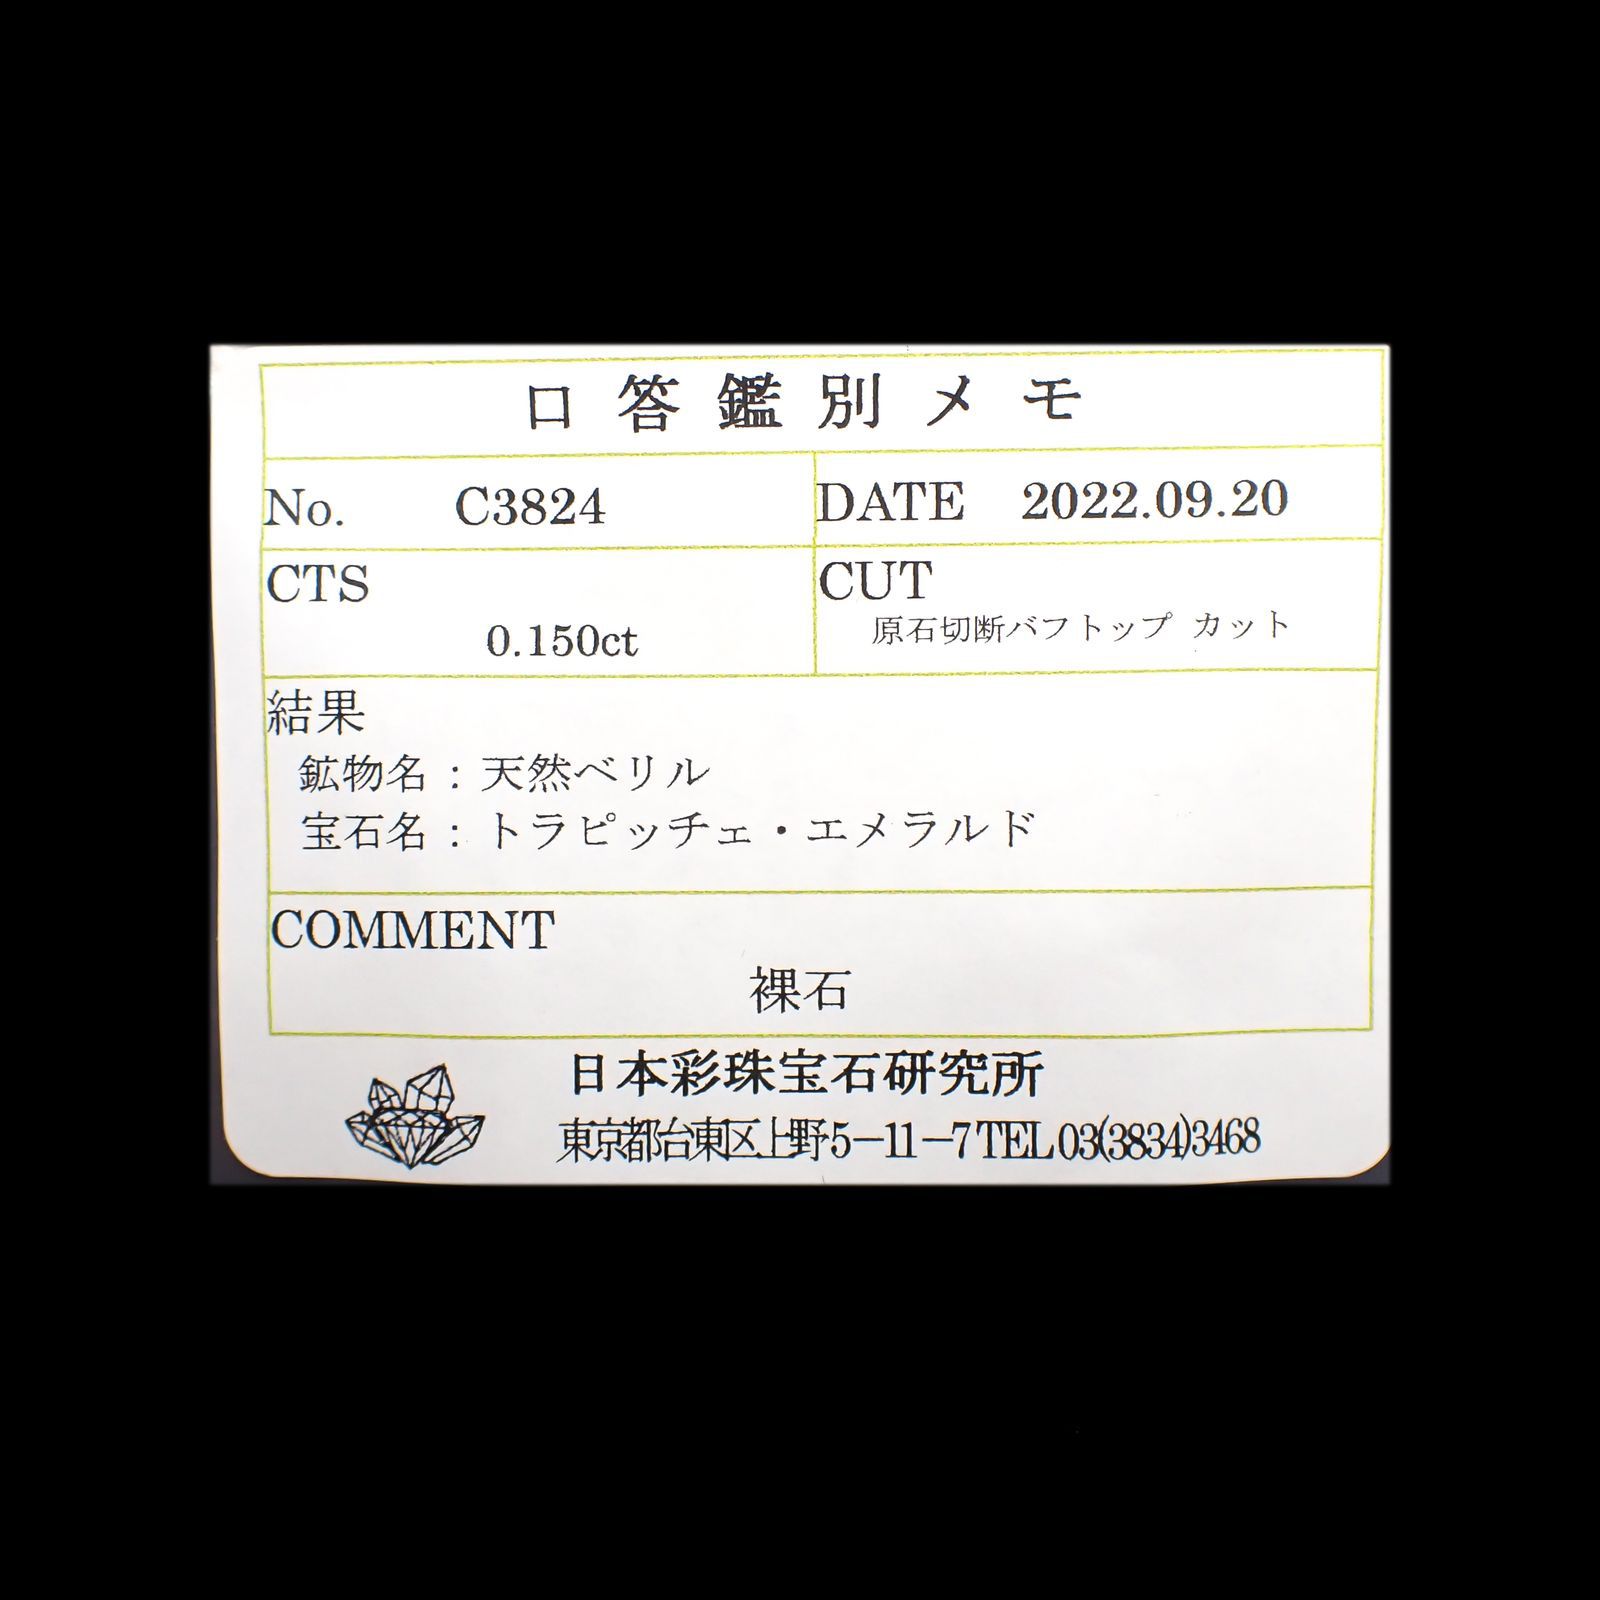 口答鑑別メモ
No. C3824 DATE 2022.09.20
CTS CUT
0.150ct 原石切断バフトップ カット
結果
鉱物名：天然ベリル
宝石名：トラピッチェ・エメラルド
COMMENT
裸石
日本彩珠宝石研究所
東京都台東区上野5－11－7 TEL 03(3834)3468